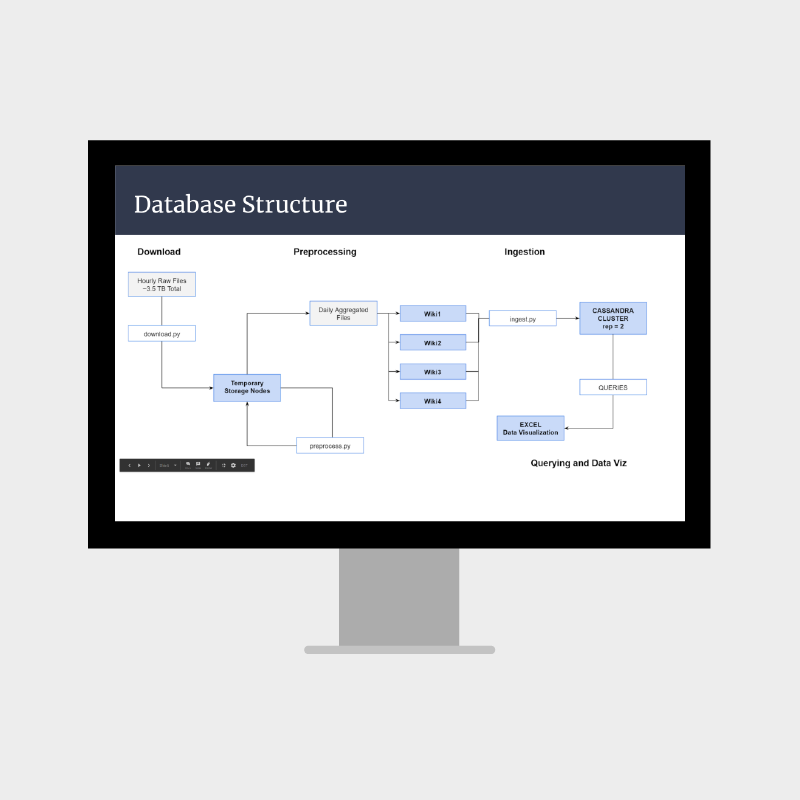 Database Structure
Download
Preprocessing
Ingestion
Hourly Raw Files
~3.5 TB Total
download.py
Temporary
Storage Nodes
preprocess.py
Daily Aggregated
Files
Wiki1
Wiki2
Wiki3
Wiki4
ingest.py
CASSANDRA
CLUSTER
rep = 2
QUERIES
EXCEL
Date Visualization
Querying and Data Viz